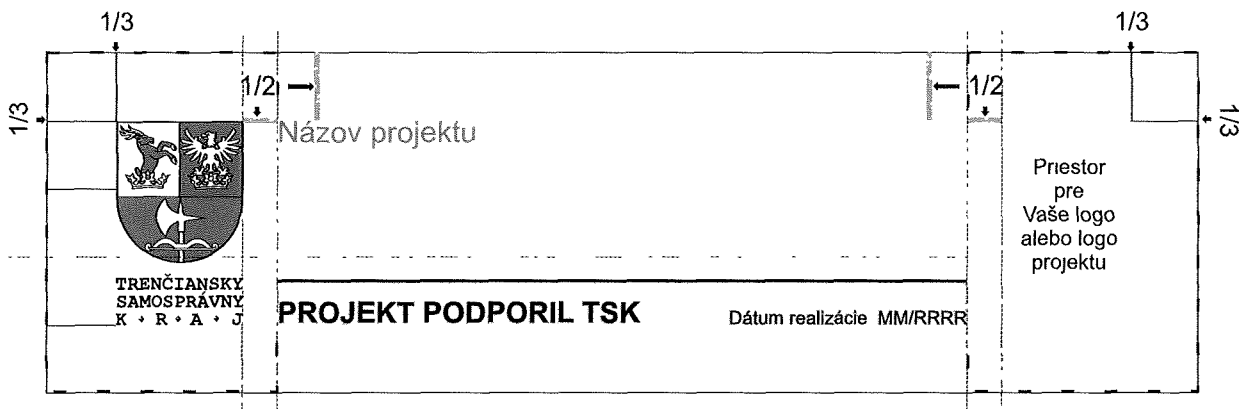 1/3
1/3
1/2
1/2
1/3
1/3
Názov projektu
Priestor
pre
Vaše logo
alebo logo
projektu
TRENČIANSKY
SAMOSPRÁVNY
K • R • A • J
PROJEKT PODPORIL TSK
Dátum realizácie MM/RRRR